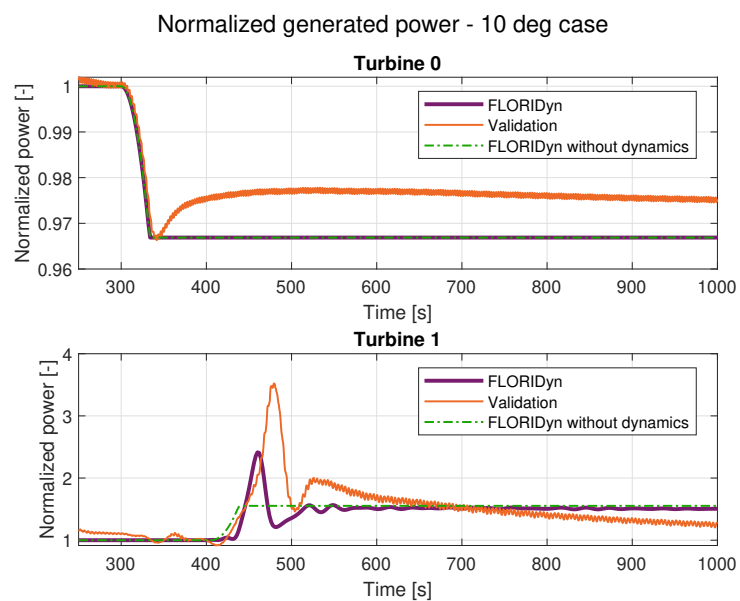 Normalized generated power - 10 deg case
Turbine 0
1
0.99
0.98
0.97
0.96
Normalized power [-]
FLORIDyn
Validation
FLORIDyn without dynamics
300 400 500 600 700 800 900 1000
Time [s]
Turbine 1
4
3
2
1
Normalized power [-]
FLORIDyn
Validation
FLORIDyn without dynamics
300 400 500 600 700 800 900 1000
Time [s]